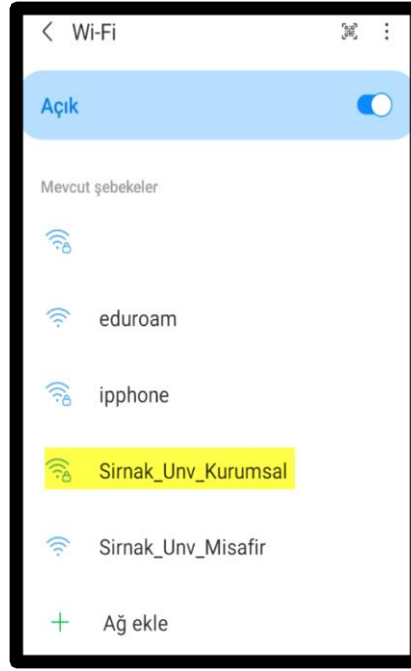 Wi-Fi
Açık
Mevcut şebekeler
eduroam
ipphone
Sirnak_Unv_Kurumsal
Sirnak_Unv_Misafir
Ağ ekle